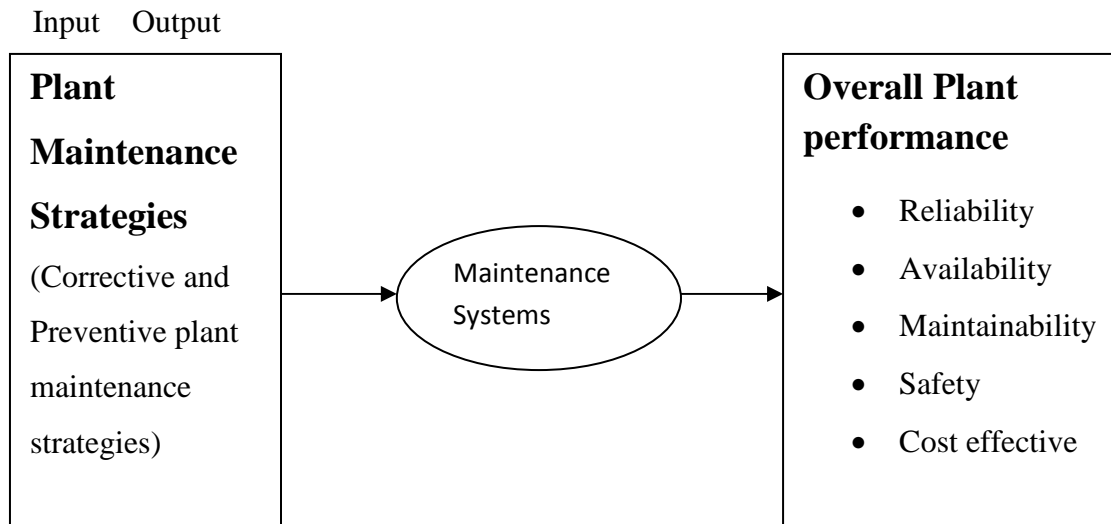 Input Output
Plant
Maintenance
Strategies
(Corrective and
Preventive plant
maintenance
strategies)
Maintenance
Systems
Overall Plant
performance
• Reliability
• Availability
• Maintainability
• Safety
• Cost effective